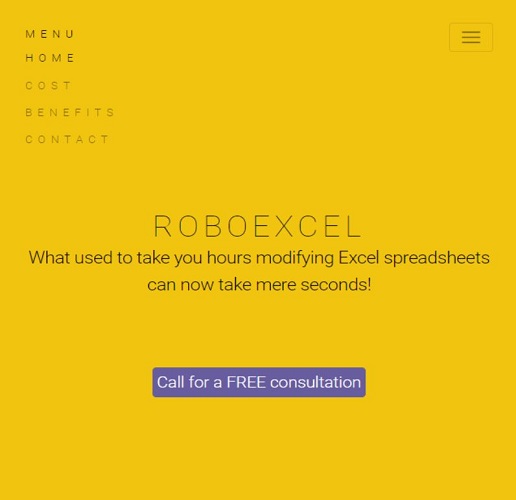 MENU
HOME
COST
BENEFITS
CONTACT
ROBOEXCEL
What used to take you hours modifying Excel spreadsheets
can now take mere seconds!
Call for a FREE consultation